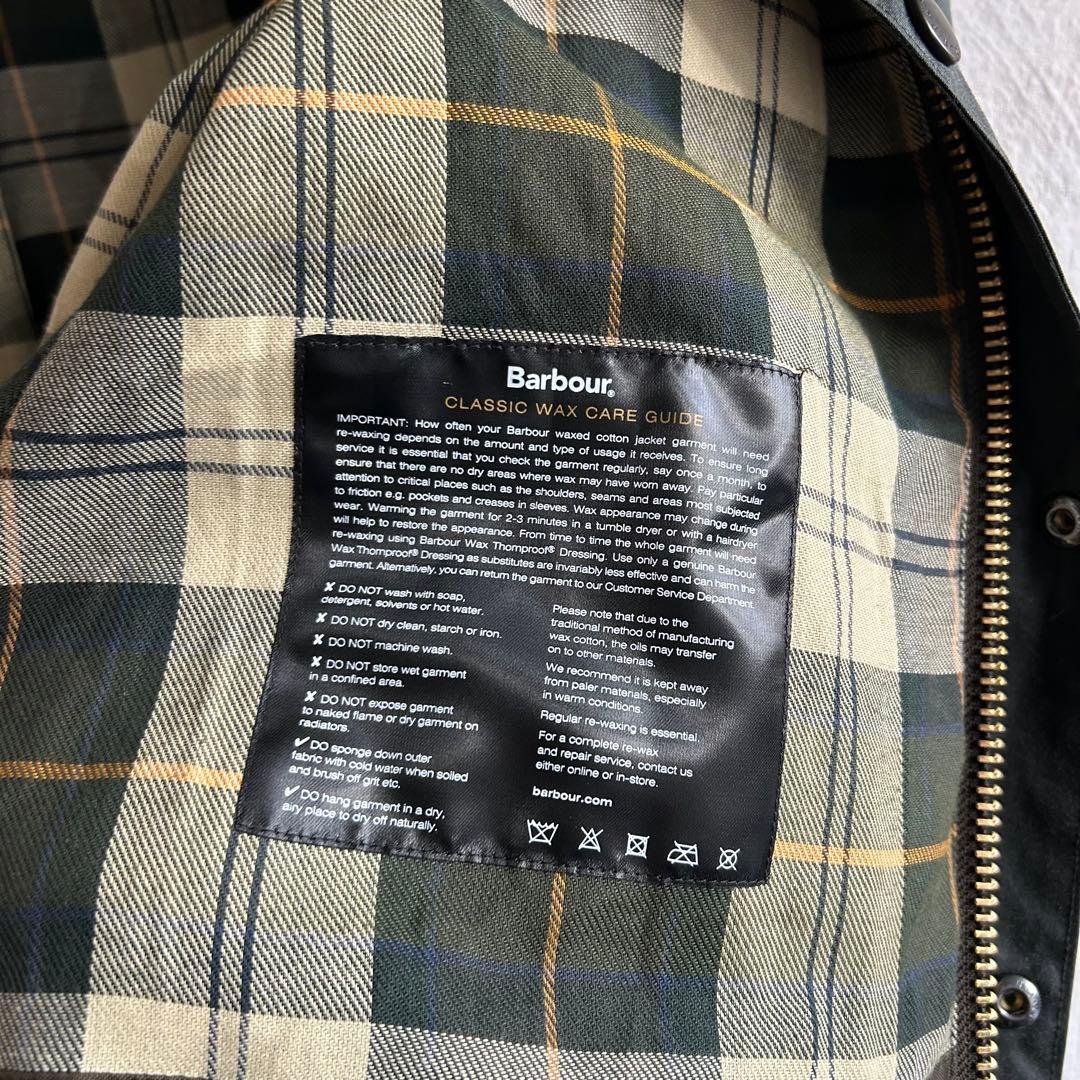 Barbour®
CLASSIC WAX CARE GUIDE
IMPORTANT: How often your Barbour waxed cotton jacket garment will need
re-waxing depends on the amount and type of usage it receives. To ensure long
service it is essential that you check the garment regularly, say once a month, to
ensure that there are no dry areas where wax may have worn away. Pay particular
attention to critical places such as the shoulders, seams and areas most subjected
to friction e.g. pockets and creases in sleeves. Wax appearance may change during
wear. Warming the garment for 2-3 minutes in a tumble dryer or with a hairdryer
will help to restore the appearance. From time to time the whole garment will need
re-waxing using Barbour Wax Thornproof® Dressing. Use only a genuine Barbour
Wax Thornproof® Dressing as substitutes are invariably less effective and can harm the
garment. Alternatively, you can return the garment to our Customer Service Department.
✘ DO NOT wash with soap,
detergent, solvents or hot water.
✘ DO NOT dry clean, starch or iron.
✘ DO NOT machine wash.
✘ DO NOT store wet garment
in a confined area.
✘ DO NOT expose garment
to naked flame or dry garment on
radiators.
✔ DO sponge down outer
fabric with cold water when soiled
and brush off grit etc.
✔ DO hang garment in a dry,
airy place to dry off naturally.
Please note that due to the
traditional method of manufacturing
wax cotton, the oils may transfer
on to other materials.
We recommend it is kept away
from paler materials, especially
in warm conditions.
Regular re-waxing is essential.
For a complete re-wax
and repair service, contact us
either online or in-store.
barbour.com